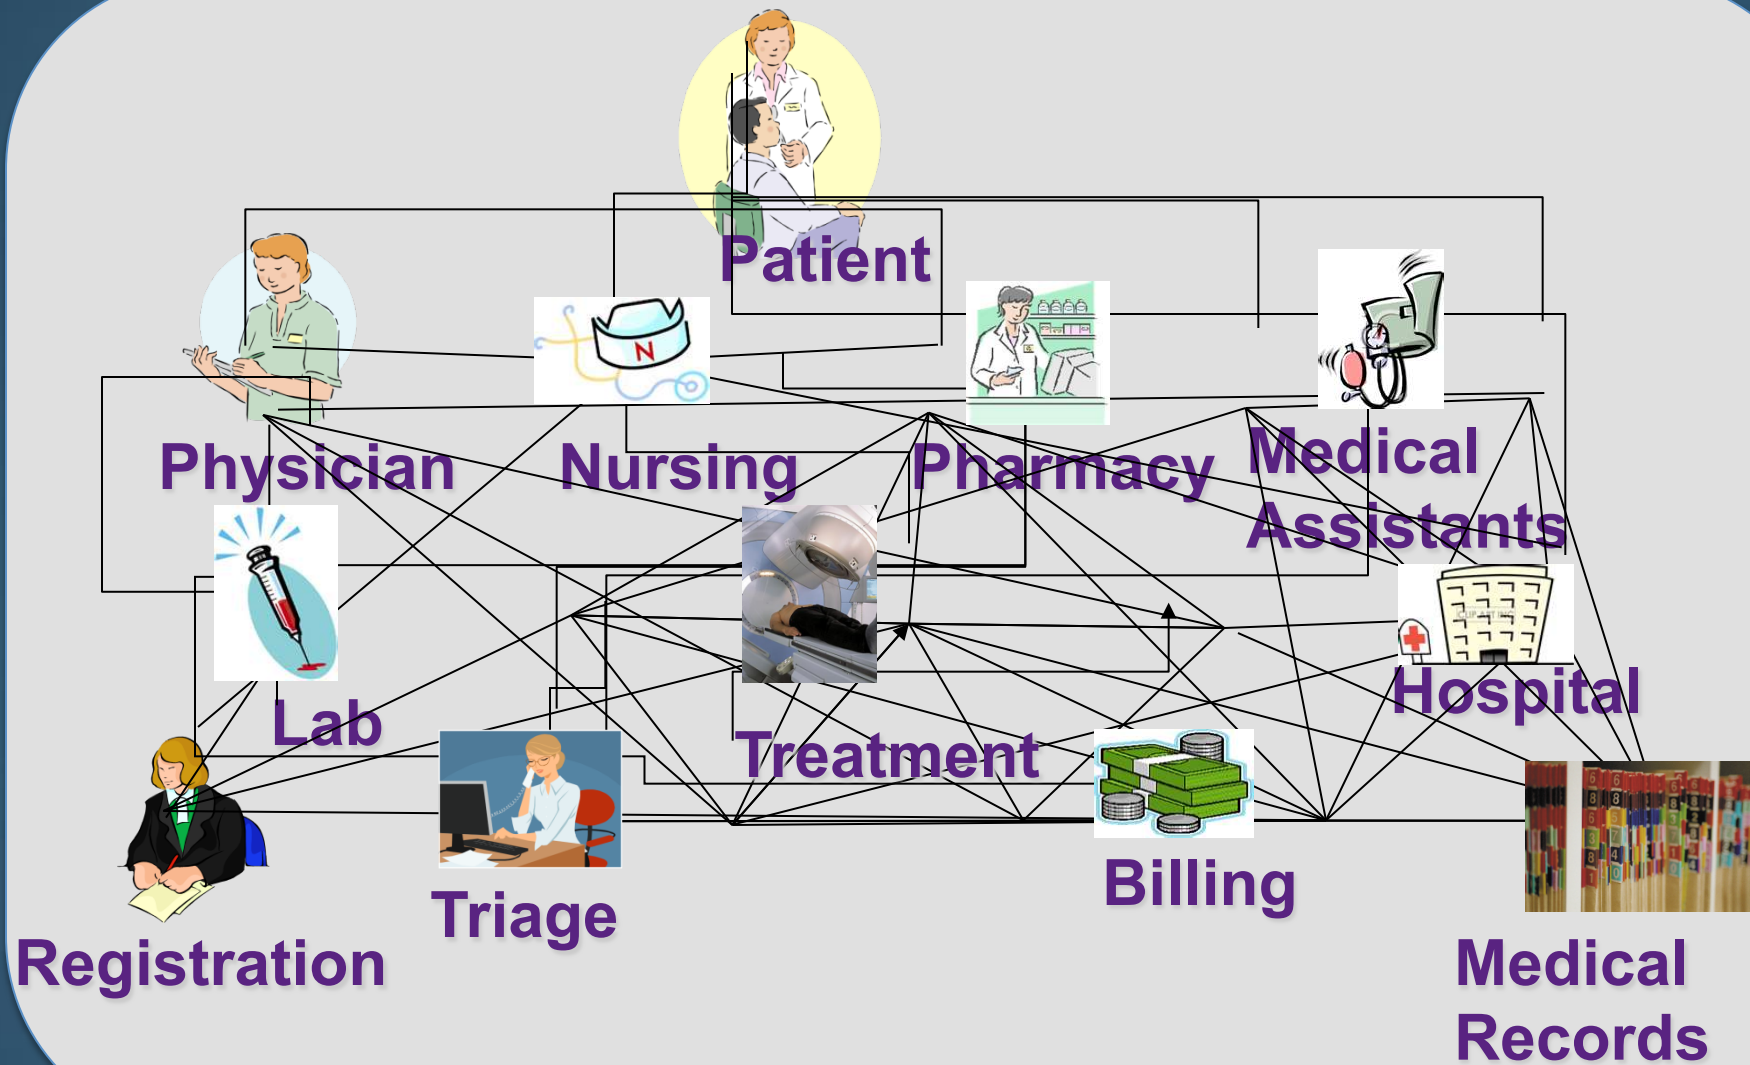 Patient
Physician
Nursing
Pharmacy
Medical
Assistants
N
Lab
Treatment
Hospital
Triage
Billing
Registration
Medical
Records